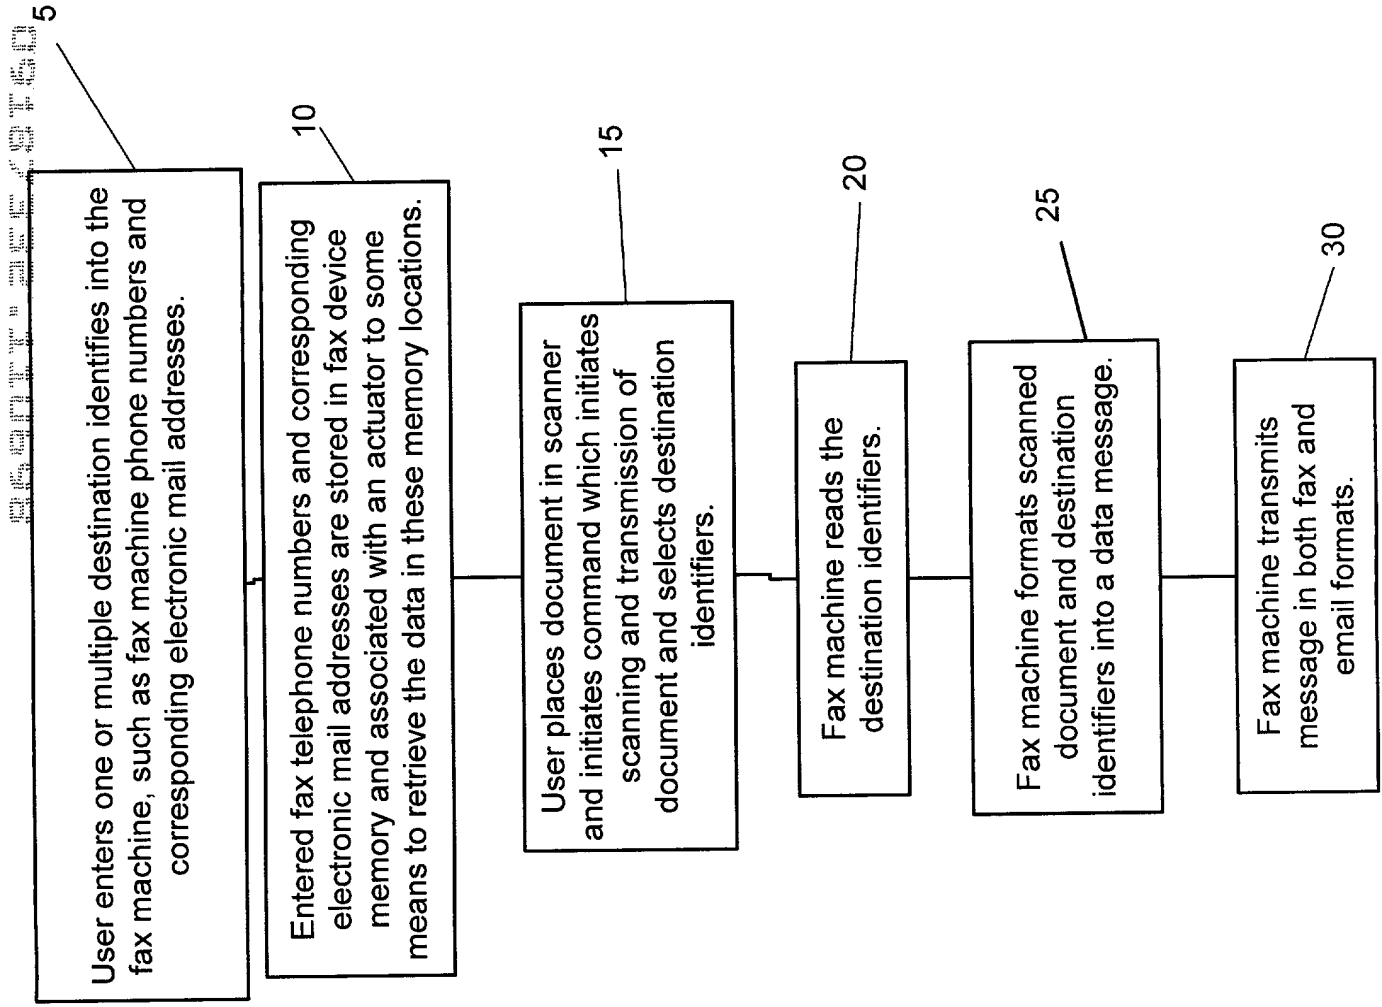 User enters one or multiple destination identifies into the
fax machine, such as fax machine phone numbers and
corresponding electronic mail addresses.
5
Entered fax telephone numbers and corresponding
electronic mail addresses are stored in fax device
memory and associated with an actuator to some
means to retrieve the data in these memory locations.
10
User places document in scanner
and initiates command which initiates
scanning and transmission of
document and selects destination
identifiers.
15
Fax machine reads the
destination identifiers.
20
Fax machine formats scanned
document and destination
identifiers into a data message.
25
Fax machine transmits
message in both fax and
email formats.
30